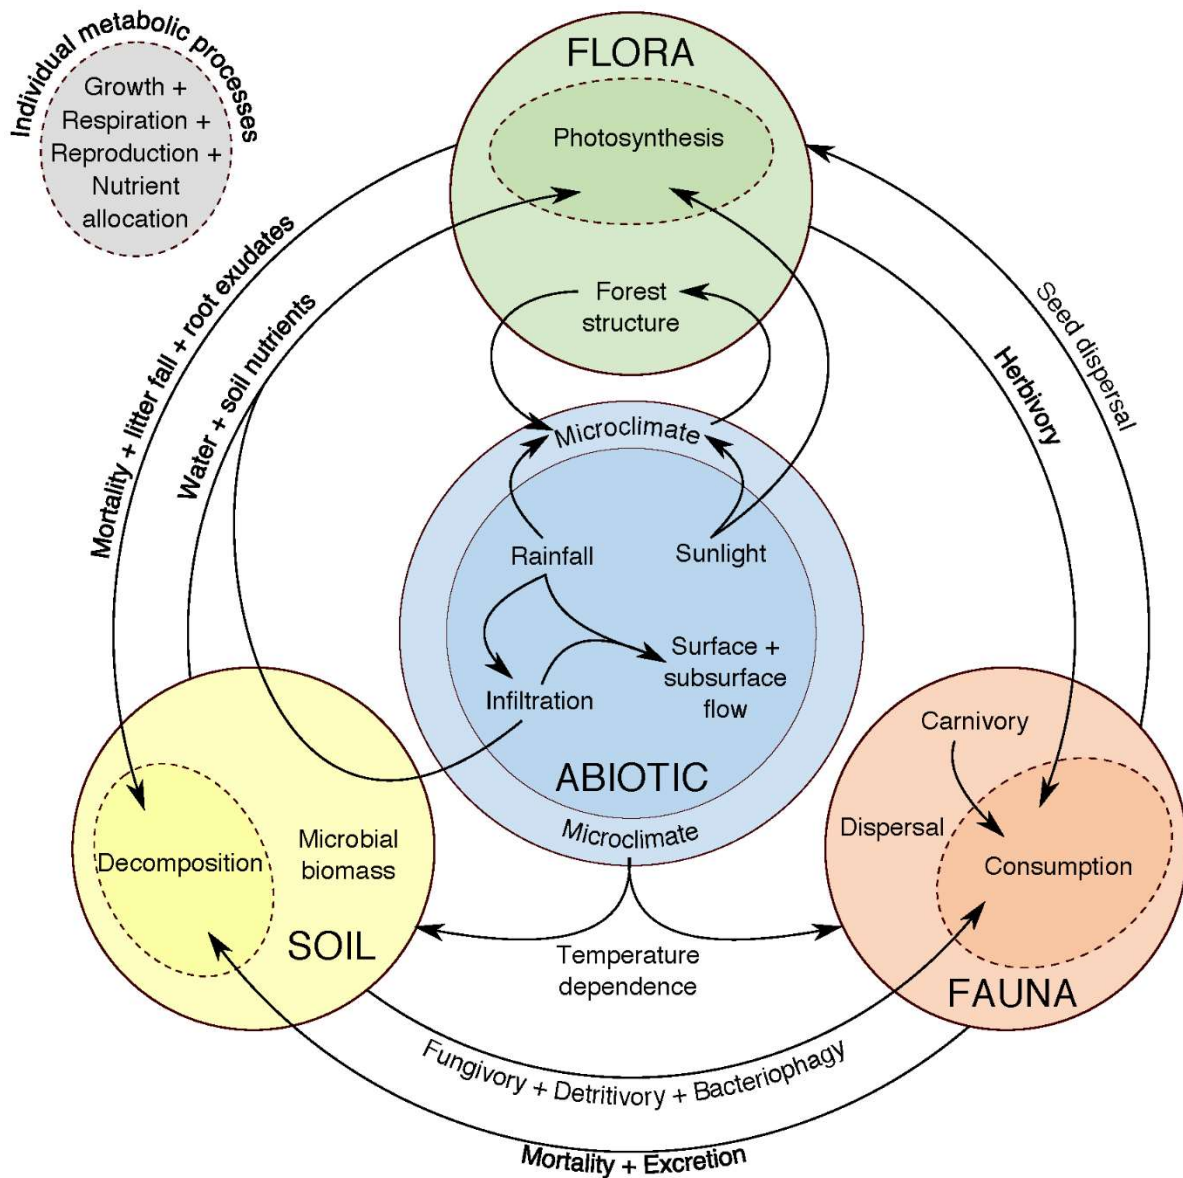 Individual metabolic processes
Growth +
Respiration +
Reproduction +
Nutrient
allocation
FLORA
Photosynthesis
Forest
structure
Mortality + litter fall + root exudates
Water + soil nutrients
Herbivory
Seed dispersal
Microclimate
Rainfall
Sunlight
Infiltration
Surface +
subsurface
flow
ABIOTIC
Microclimate
Decomposition
Microbial
biomass
SOIL
Carnivory
Dispersal
Consumption
FAUNA
Temperature
dependence
Fungivory + Detritivory + Bacteriophagy
Mortality + Excretion